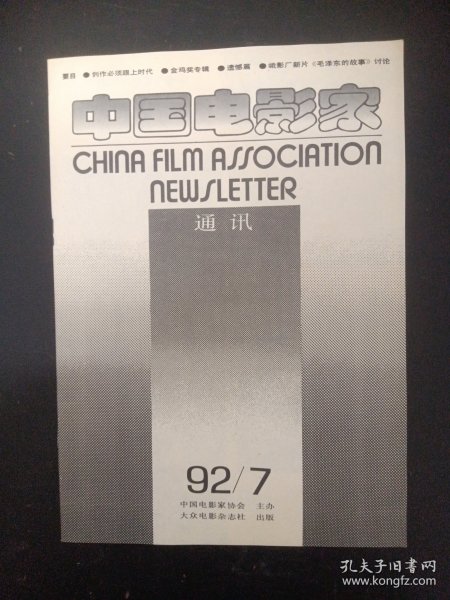 要目 ●创作必须跟上时代 ●金鸡奖专辑 ●遗憾篇 ●峨影厂新片《毛泽东的故事》讨论
中国电影家
CHINA FILM ASSOCIATION
NEWSLETTER
通讯
92/7
中国电影家协会 主办
大众电影杂志社 出版
孔夫子旧书网
www.kongfz.com